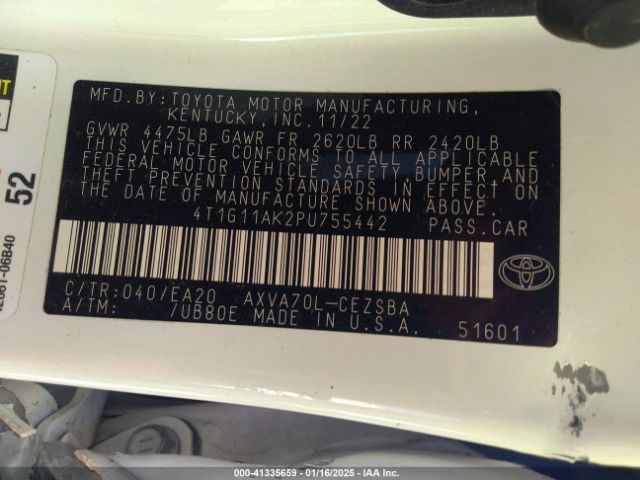 MFD.BY:TOYOTA MOTOR MANUFACTURING,
KENTUCKY, INC.11/22
GVWR 4475LB GAWR FR 2620LB RR 2420LB
THIS VEHICLE CONFORMS TO ALL APPLICABLE
FEDERAL MOTOR VEHICLE SAFETY BUMPER AND
THEFT PREVENTION STANDARDS IN EFFECT ON
THE DATE OF MANUFACTURE SHOWN ABOVE.
AK.
4T1G11AK2PU755442 PASS.CAR
C/TR:040/EA20 AXVA70L-CEZSBA
A/TM: /UB80E MADE IN U.S.A. 51601
52
06B40
000-41335659 - 01/16/2025 - IAA Inc.